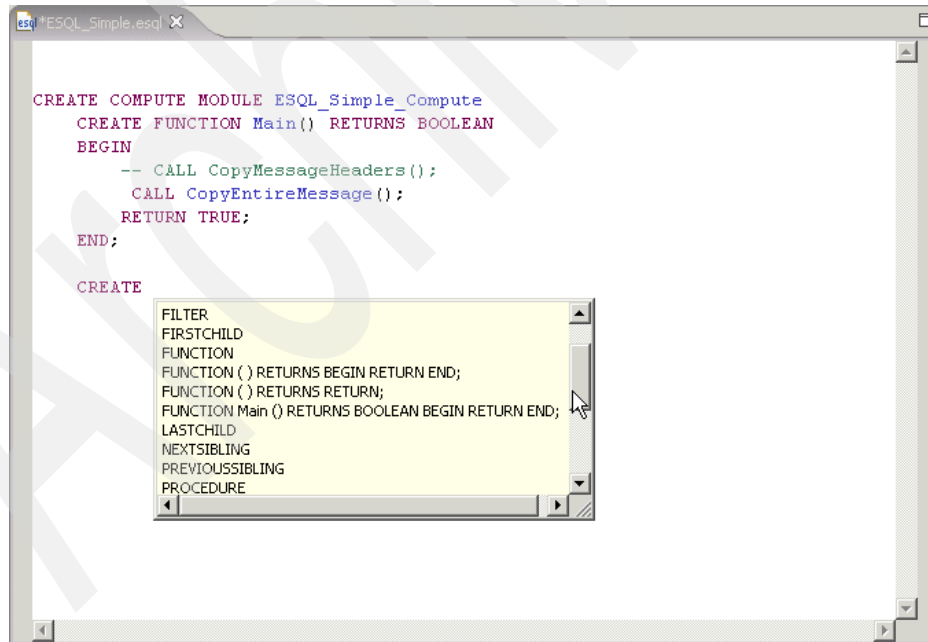 esql *ESQL_Simple.esql
CREATE COMPUTE MODULE ESQL_Simple_Compute
CREATE FUNCTION Main() RETURNS BOOLEAN
BEGIN
-- CALL CopyMessageHeaders();
CALL CopyEntireMessage();
RETURN TRUE;
END;
CREATE
FILTER
FIRSTCHILD
FUNCTION
FUNCTION ( ) RETURNS BEGIN RETURN END;
FUNCTION ( ) RETURNS RETURN;
FUNCTION Main () RETURNS BOOLEAN BEGIN RETURN END;
LASTCHILD
NEXTSIBLING
PREVIOUSSIBLING
PROCEDURE